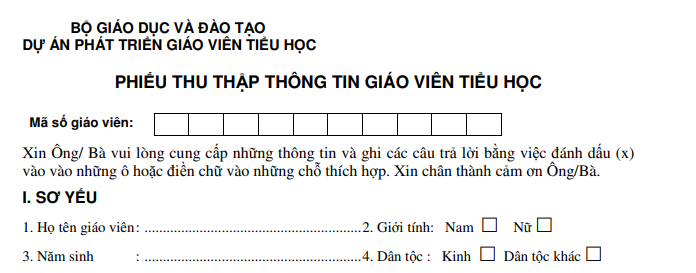 BỘ GIÁO DỤC VÀ ĐÀO TẠO
DỰ ÁN PHÁT TRIỂN GIÁO VIÊN TIỂU HỌC
PHIẾU THU THẬP THÔNG TIN GIÁO VIÊN TIỂU HỌC
Mã số giáo viên:
Xin Ông/ Bà vui lòng cung cấp những thông tin và ghi các câu trả lời bằng việc đánh dấu (x)
vào vào những ô hoặc điền chữ vào những chỗ thích hợp. Xin chân thành cảm ơn Ông/Bà.
I. SƠ YẾU
1. Họ tên giáo viên: ..........................................................................2. Giới tính: Nam ☐ Nữ ☐
3. Năm sinh : ..........................................................................4. Dân tộc : Kinh ☐ Dân tộc khác ☐